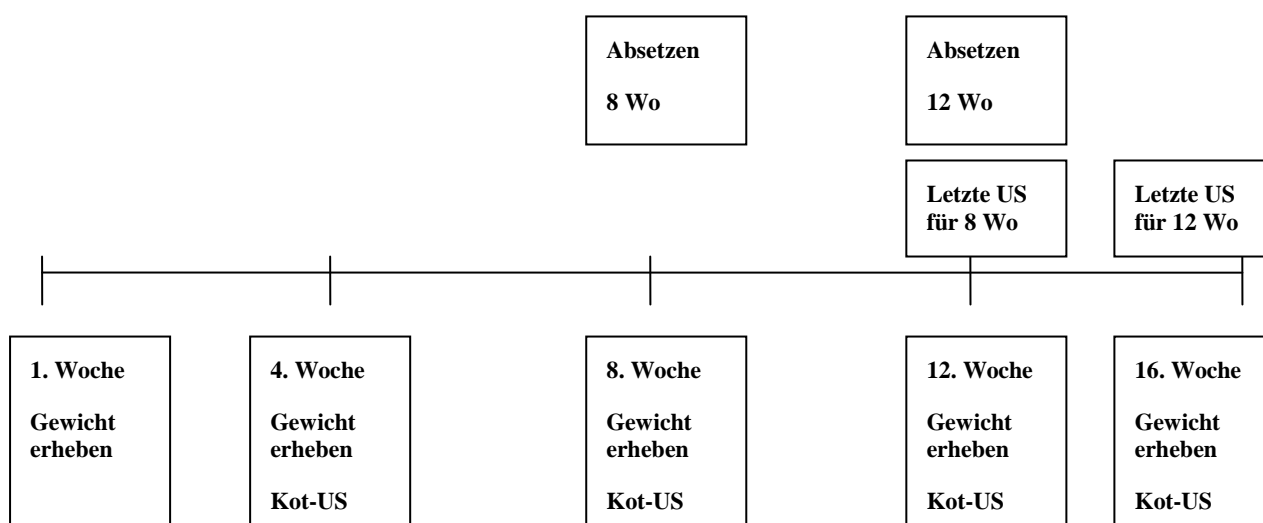 Absetzen
8 Wo
Absetzen
12 Wo
Letzte US
für 8 Wo
Letzte US
für 12 Wo
1. Woche
Gewicht
erheben
4. Woche
Gewicht
erheben
Kot-US
8. Woche
Gewicht
erheben
Kot-US
12. Woche
Gewicht
erheben
Kot-US
16. Woche
Gewicht
erheben
Kot-US